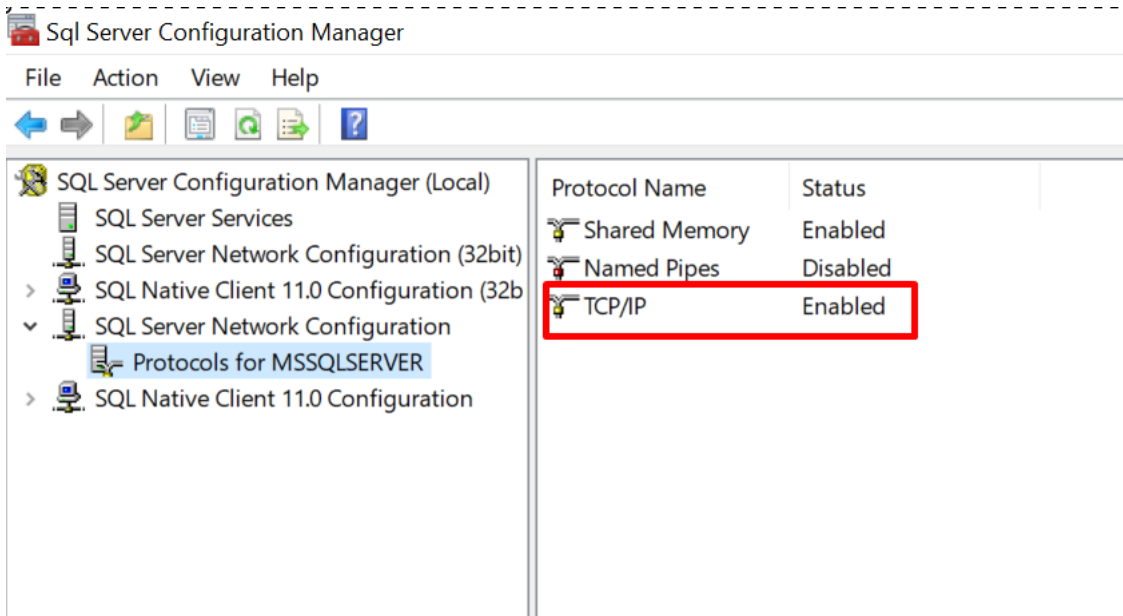 Sql Server Configuration Manager
File Action View Help
SQL Server Configuration Manager (Local)
SQL Server Services
SQL Server Network Configuration (32bit)
SQL Native Client 11.0 Configuration (32b
SQL Server Network Configuration
Protocols for MSSQLSERVER
SQL Native Client 11.0 Configuration
Protocol Name Status
Shared Memory Enabled
Named Pipes Disabled
TCP/IP Enabled